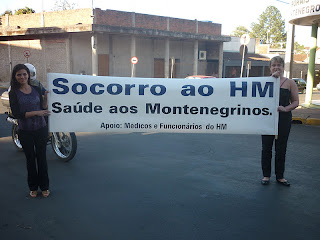 Socorro ao HM
Saúde aos Montenegrinos.
Apoio: Médicos e Funcionários do HM